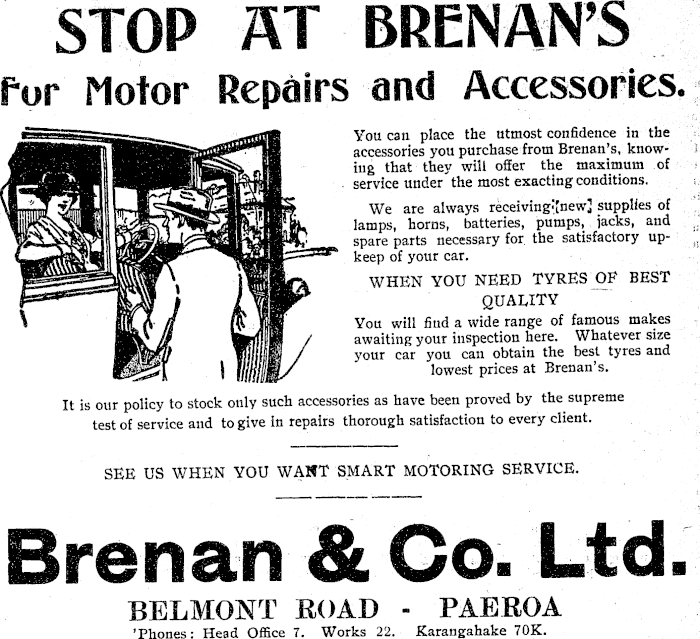 STOP AT BRENAN'S
For Motor Repairs and Accessories.
You can place the utmost confidence in the
accessories you purchase from Brenan's, know-
ing that they will offer the maximum of
service under the most exacting conditions.
We are always receiving [new] supplies of
lamps, horns, batteries, pumps, jacks, and
spare parts necessary for the satisfactory up-
keep of your car.
WHEN YOU NEED TYRES OF BEST
QUALITY
You will find a wide range of famous makes
awaiting your inspection here. Whatever size
your car you can obtain the best tyres and
lowest prices at Brenan's.
It is our policy to stock only such accessories as have been proved by the supreme
test of service and to give in repairs thorough satisfaction to every client.
SEE US WHEN YOU WANT SMART MOTORING SERVICE.
Brenan & Co. Ltd.
BELMONT ROAD - PAEROA
'Phones: Head Office 7. Works 22. Karangahake 70K.